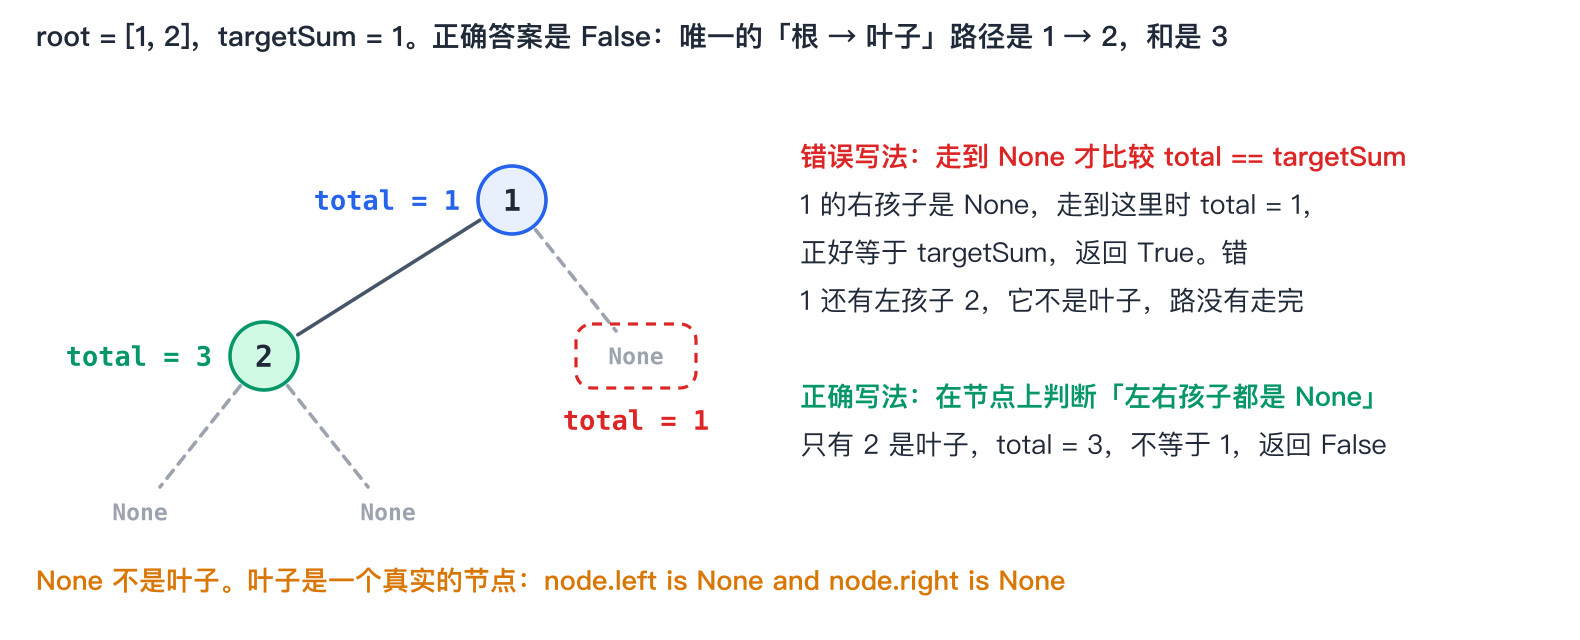 root = [1, 2]，targetSum = 1。正确答案是 False：唯一的「根 → 叶子」路径是 1 → 2，和是 3
错误写法：走到 None 才比较 total == targetSum
total = 1
1
1 的右孩子是 None，走到这里时 total = 1,
正好等于 targetSum，返回 True。错
1 还有左孩子 2，它不是叶子，路没有走完
total = 3
2
None
total = 1
正确写法：在节点上判断「左右孩子都是 None」
只有 2 是叶子，total = 3，不等于 1，返回 False
None
None
None 不是叶子。叶子是一个真实的节点：node.left is None and node.right is None